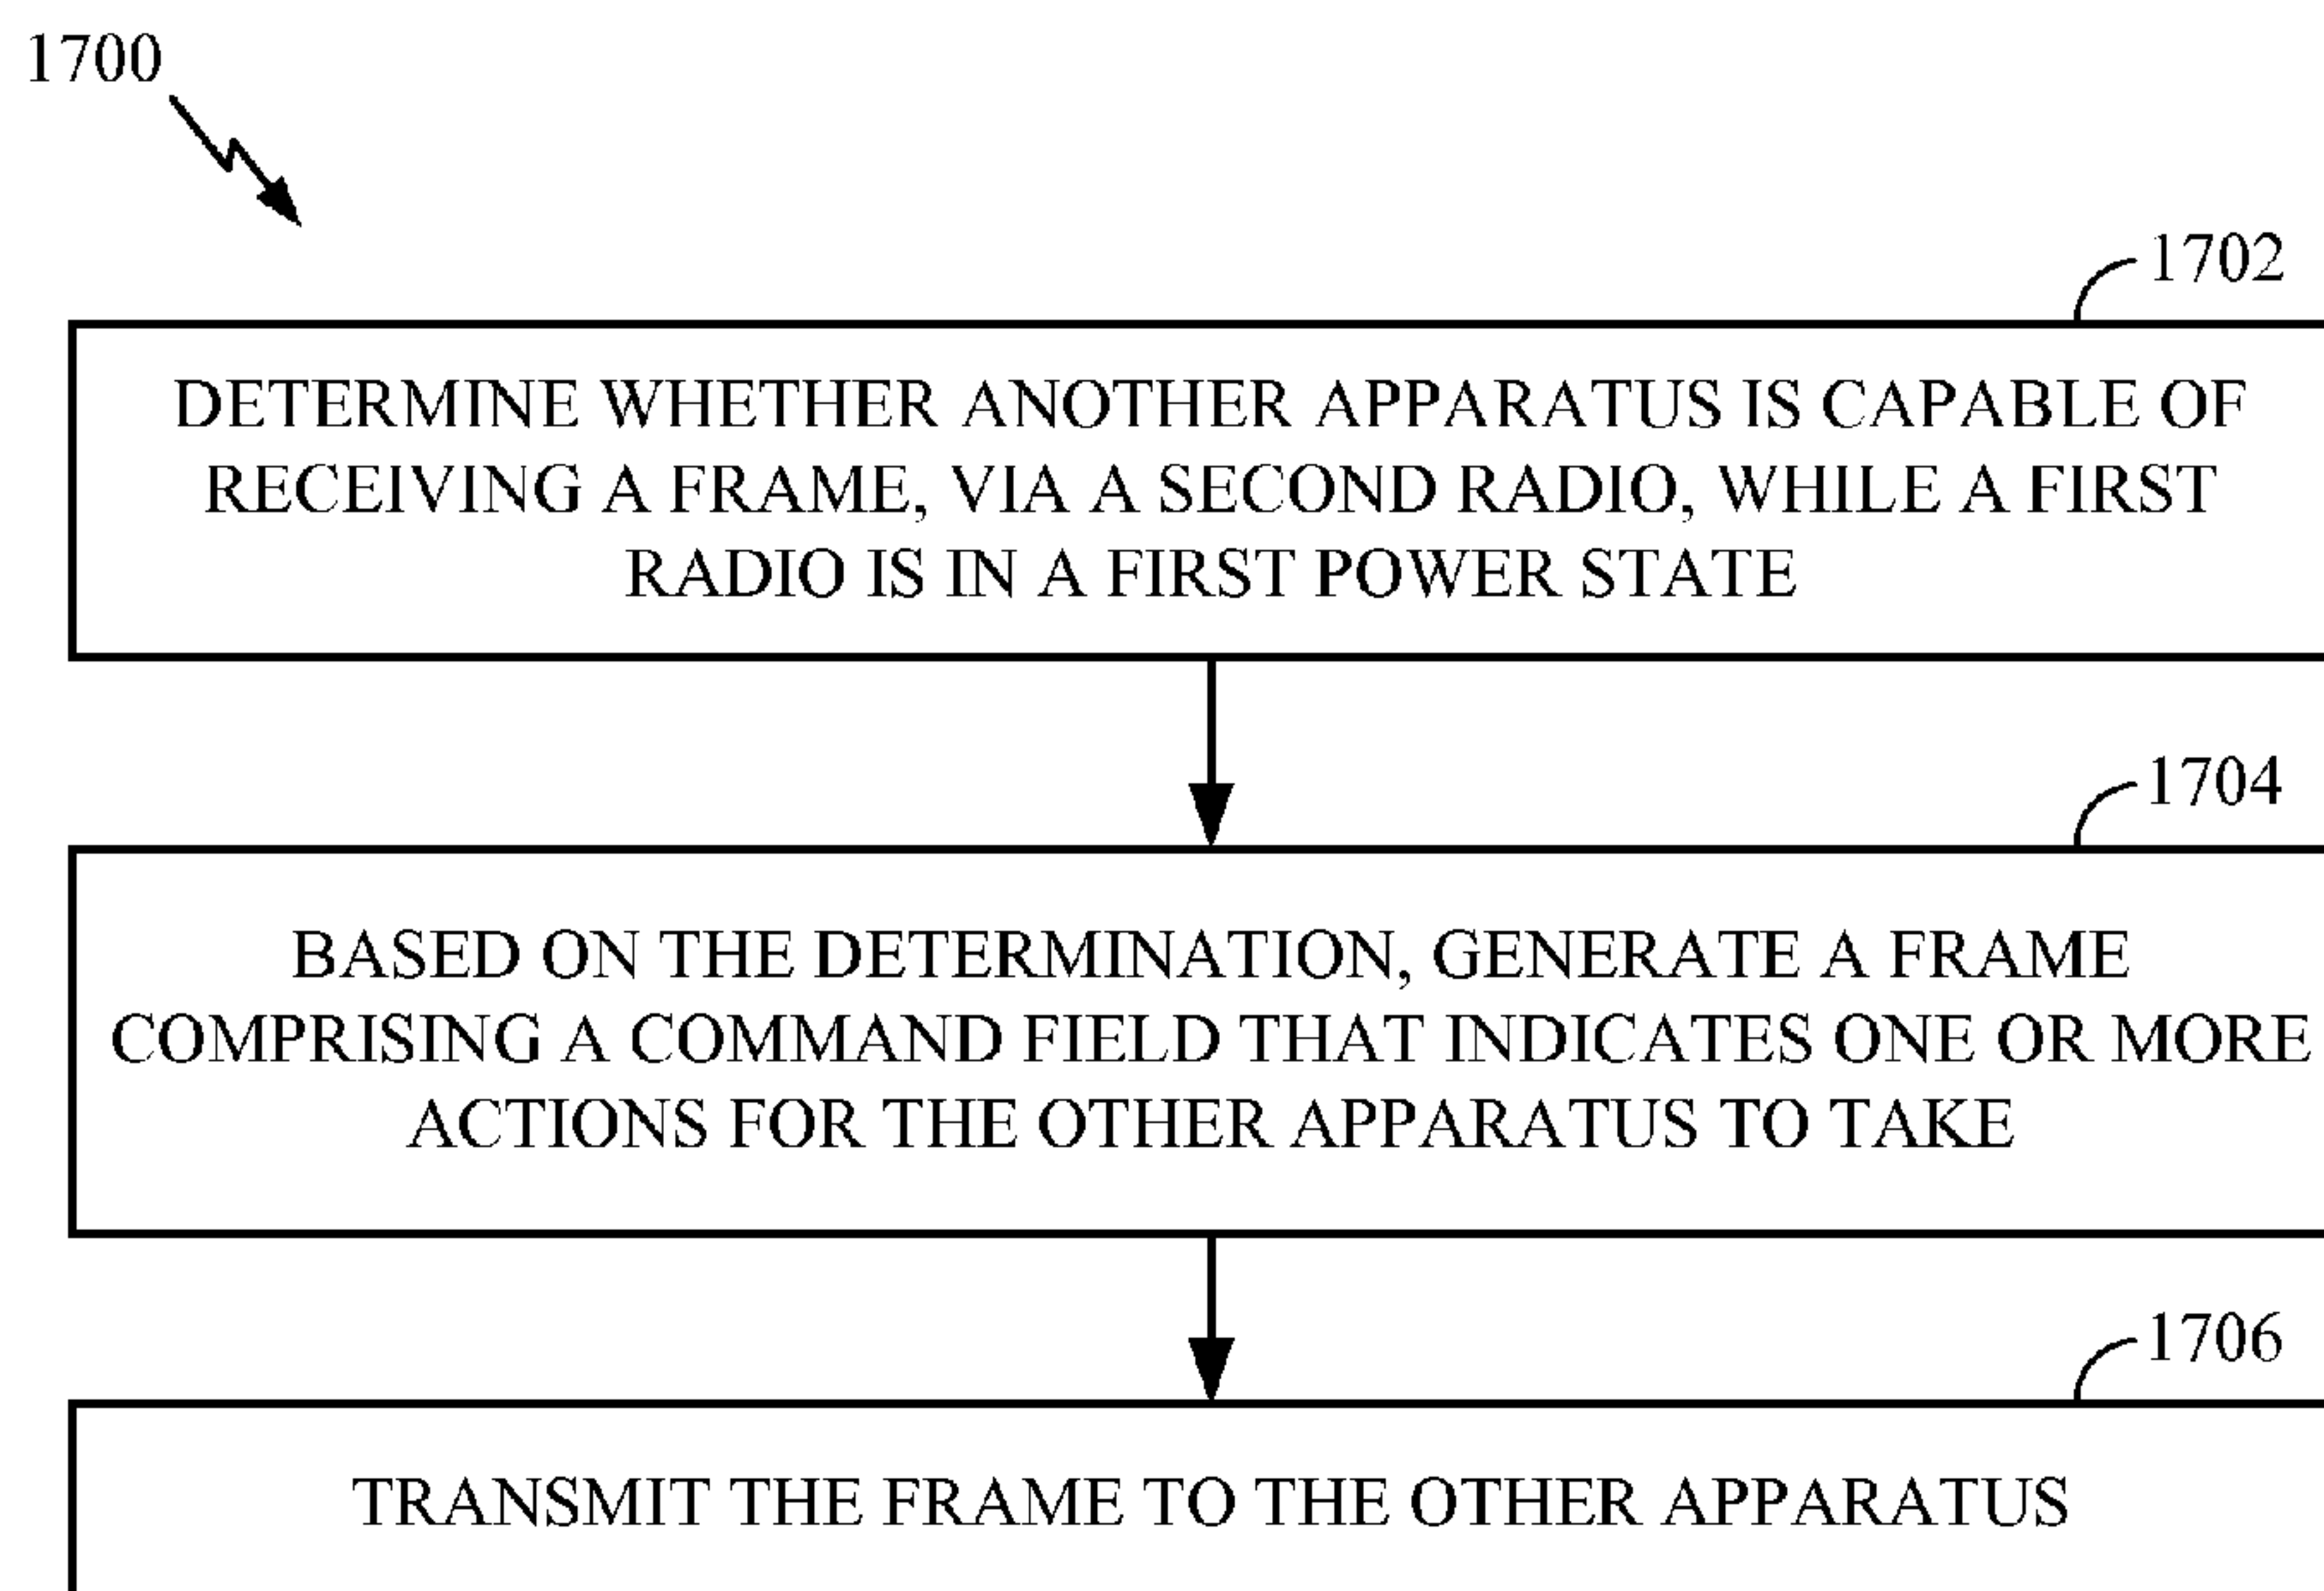 1700
1702
DETERMINE WHETHER ANOTHER APPARATUS IS CAPABLE OF
RECEIVING A FRAME, VIA A SECOND RADIO, WHILE A FIRST
RADIO IS IN A FIRST POWER STATE
1704
BASED ON THE DETERMINATION, GENERATE A FRAME
COMPRISING A COMMAND FIELD THAT INDICATES ONE OR MORE
ACTIONS FOR THE OTHER APPARATUS TO TAKE
1706
TRANSMIT THE FRAME TO THE OTHER APPARATUS